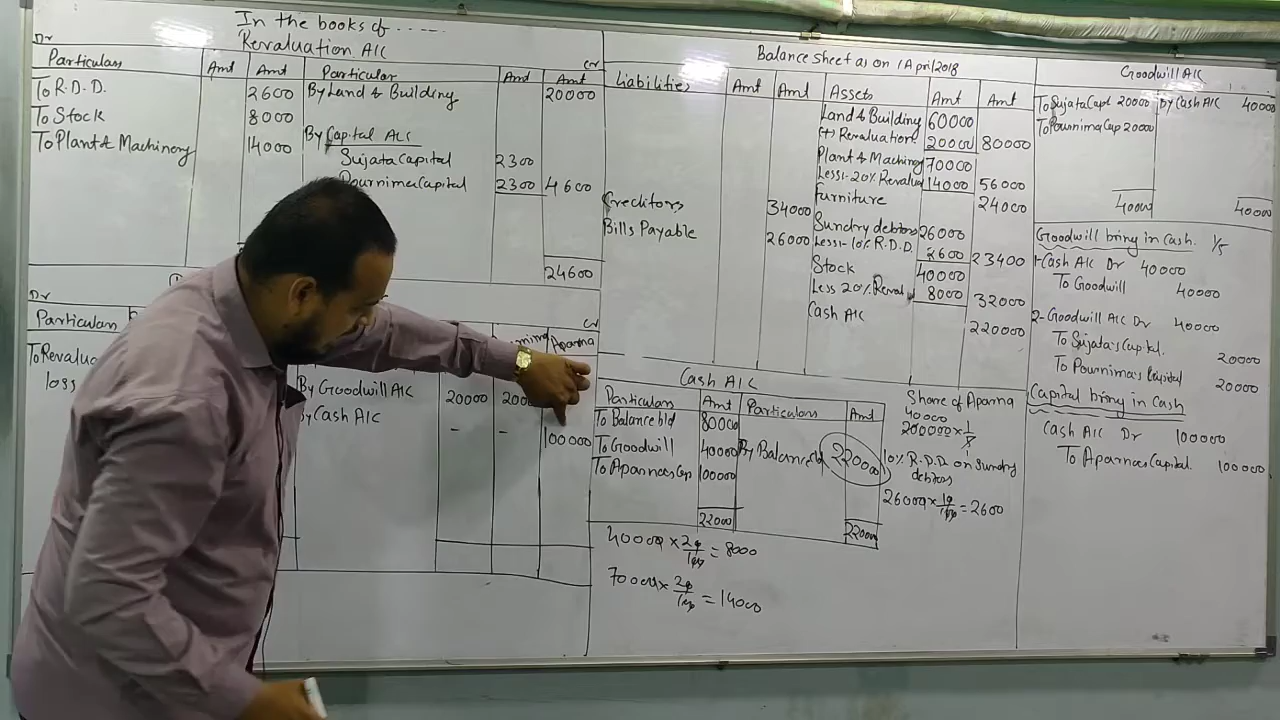 In the books of .....
Revaluation A/C
Dr
Cr
Particulars Amt Amt Particular Amt Amt
To R.D.D. 2600 By Land & Building 20000
To Stock 8000 By Capital A/c
To Plant & Machinery 14000 Sujata Capital 2300
Pournima Capital 2300 4600
24600
Dr
Cr
Particulars Aparna
To Revalua
loss
By Goodwill A/C 20000
By Cash A/C - - 100000
Balance Sheet as on 1 April 2018
Liabilities Amt Amt Assets Amt Amt
Land & Building 60000
(+) Revaluation 20000 80000
Plant & Machinery 70000
Less:- 20% Revalua 14000 56000
Creditors 34000 Furniture 24000
Bills Payable 26000 Sundry debtors 26000
Less:- 10% R.D.D 2600 23400
Stock 40000
Less 20% Reval 8000 32000
Cash A/C 220000
Cash A/C
Particulars Amt Particulars Amt
To Balance b/d 80000
To Goodwill 40000 By Balance c/d 220000
To Aparnacs Cap 100000
22000 22000
40000 × 20/100 = 8000
70000 × 20/100 = 14000
Share of Aparna
40000
200000 × 1/5
10% R.D.D on Sundry
debtors
26000 × 10/100 = 2600
Goodwill A/C
To Sujata Capt 20000 By Cash A/C 40000
To Pournima Cap 20000
40000 40000
Goodwill bring in Cash. 1/5
1- Cash A/C Dr 40000
To Goodwill 40000
2- Goodwill A/C Dr 40000
To Sujata's Capital. 20000
To Pournima's Capital 20000
Capital bring in Cash
Cash A/C Dr 100000
To Aparnacs Capital. 100000